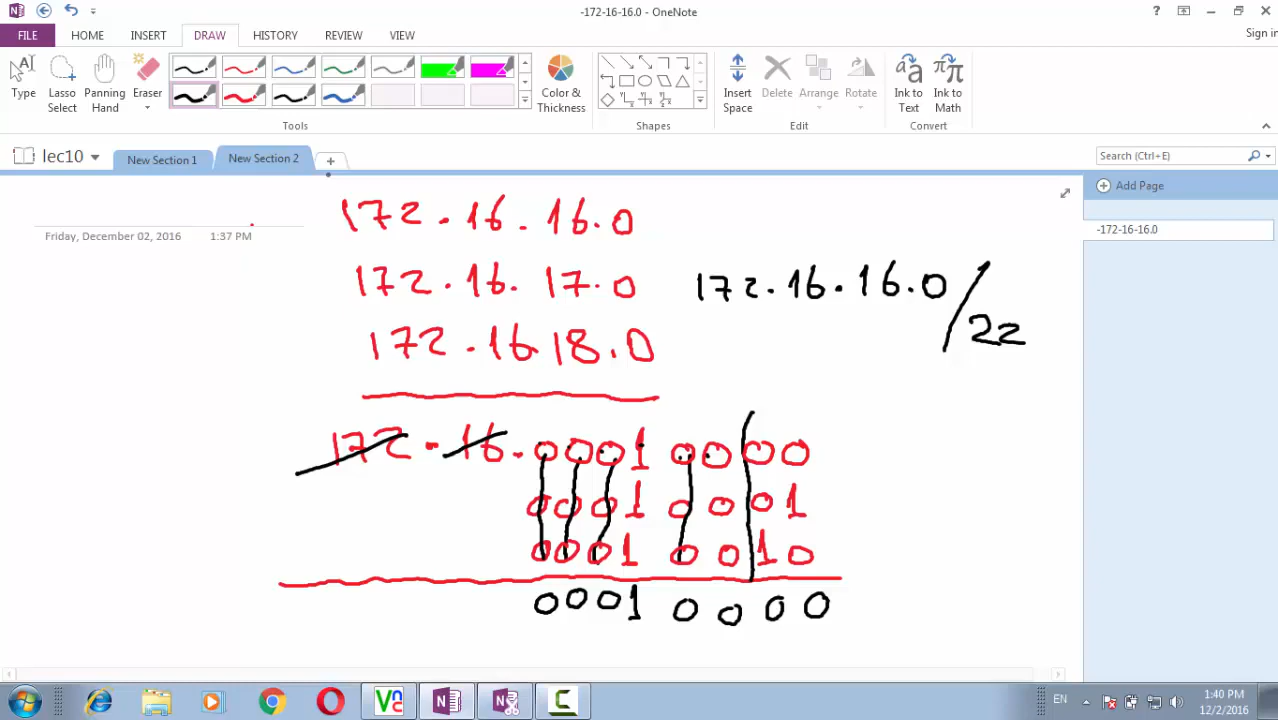 -172-16-16.0 - OneNote
FILE HOME INSERT DRAW HISTORY REVIEW VIEW Sign in
Type Lasso Select Panning Hand Eraser Color & Thickness Insert Space Delete Arrange Rotate Ink to Text Ink to Math
Tools Shapes Edit Convert
lec10 New Section 1 New Section 2 Search (Ctrl+E)
Add Page
-172-16-16.0
Friday, December 02, 2016 1:37 PM
172.16.16.0
172.16.17.0
172.16 18.0
172.16.16.0/22
172.16.0001 0000
0001 0001
0001 0010
0001 0000
EN 1:40 PM
12/2/2016